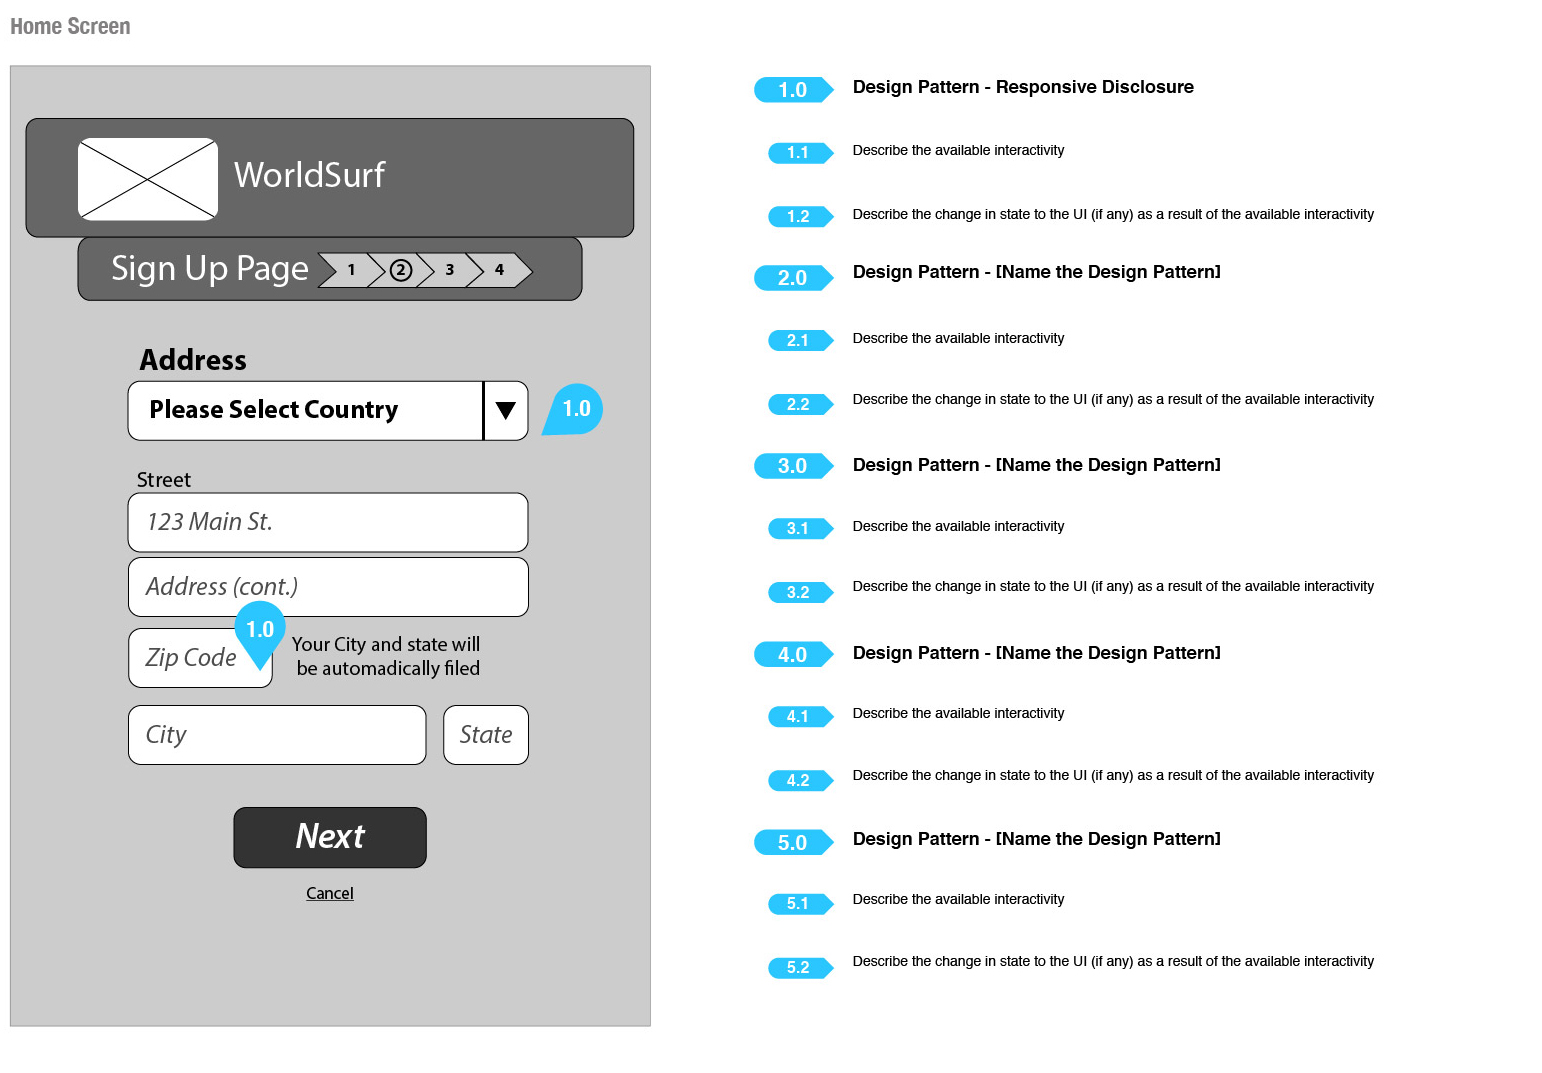 Home Screen
WorldSurf
Sign Up Page 1 2 3 4
Address
Please Select Country
1.0
Street
123 Main St.
Address (cont.)
1.0
Zip Code
Your City and state will
be automadically filed
City
State
Next
Cancel
1.0 Design Pattern - Responsive Disclosure
1.1 Describe the available interactivity
1.2 Describe the change in state to the UI (if any) as a result of the available interactivity
2.0 Design Pattern - [Name the Design Pattern]
2.1 Describe the available interactivity
2.2 Describe the change in state to the UI (if any) as a result of the available interactivity
3.0 Design Pattern - [Name the Design Pattern]
3.1 Describe the available interactivity
3.2 Describe the change in state to the UI (if any) as a result of the available interactivity
4.0 Design Pattern - [Name the Design Pattern]
4.1 Describe the available interactivity
4.2 Describe the change in state to the UI (if any) as a result of the available interactivity
5.0 Design Pattern - [Name the Design Pattern]
5.1 Describe the available interactivity
5.2 Describe the change in state to the UI (if any) as a result of the available interactivity